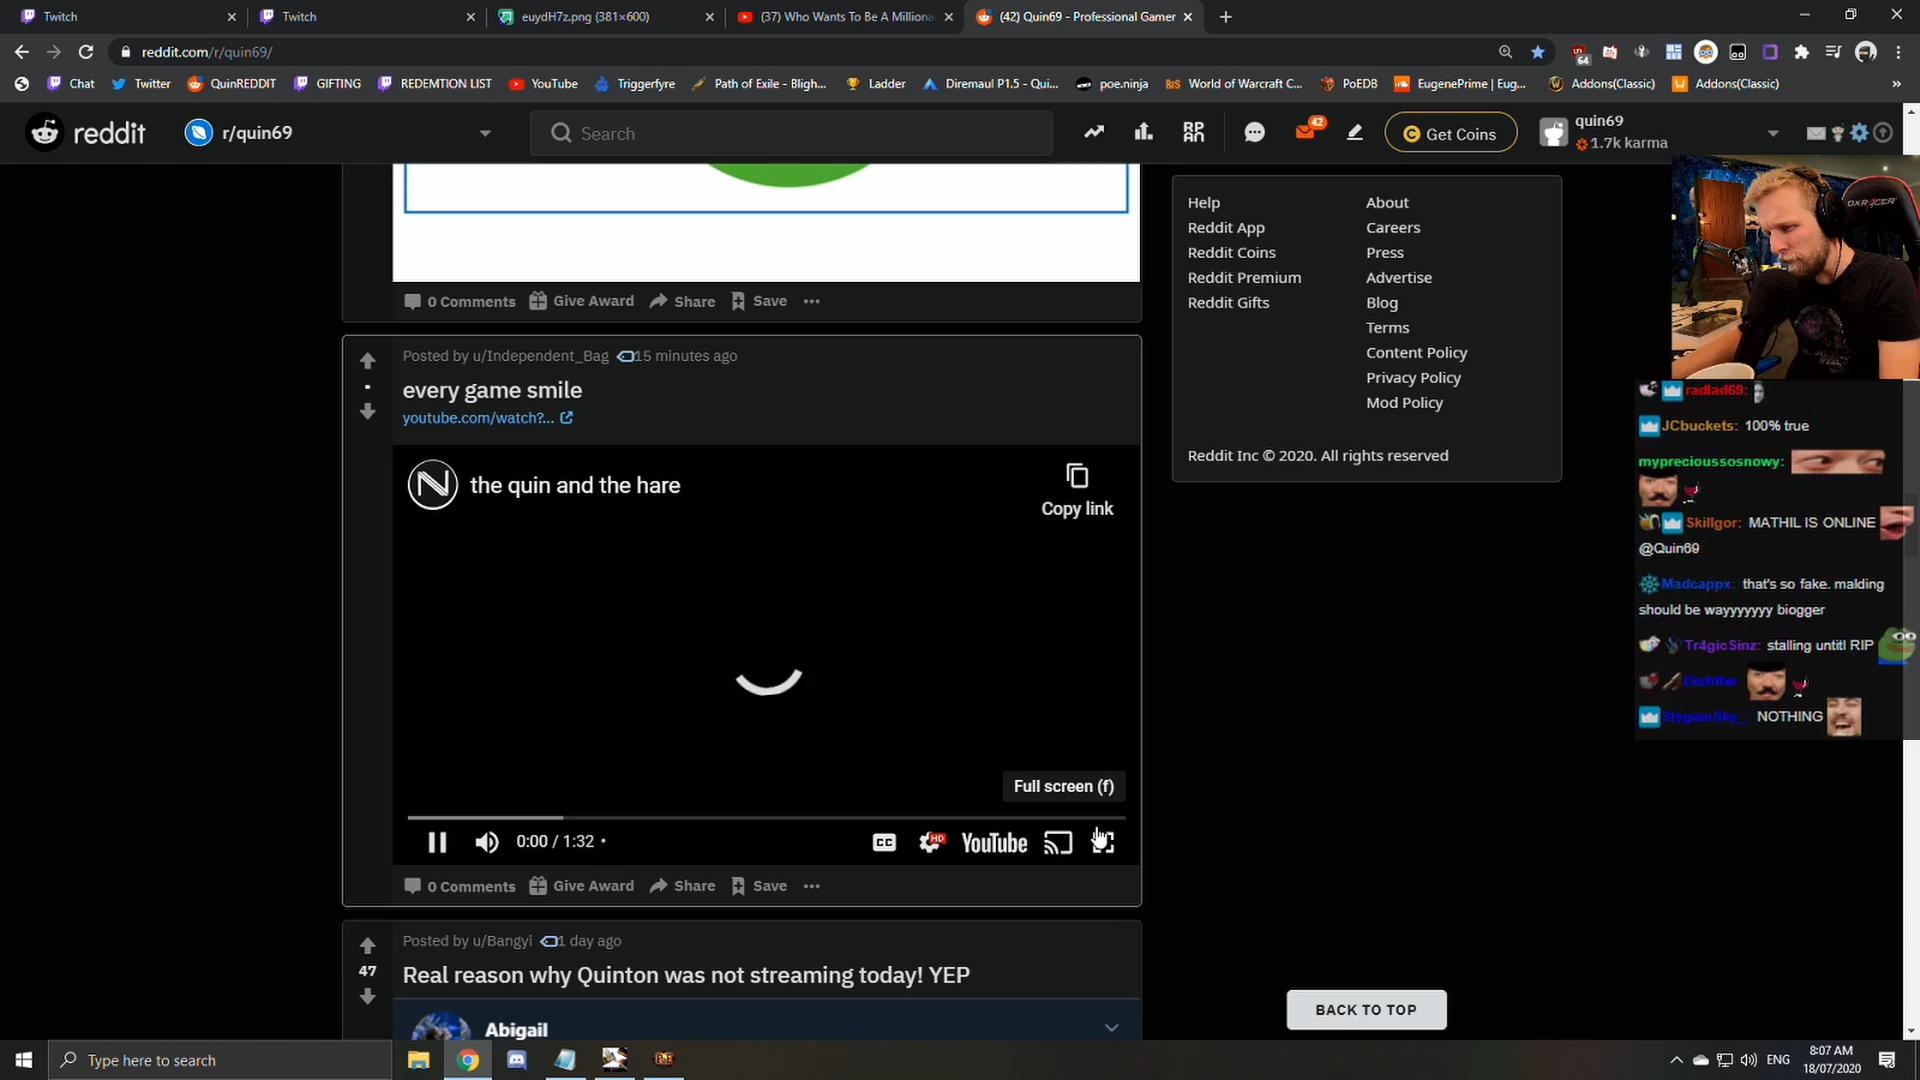 Twitch
Twitch
euydH7z.png (381×600)
(37) Who Wants To Be A Milliona
(42) Quin69 - Professional Gamer
reddit.com/r/quin69/
64
Chat
Twitter
QuinREDDIT
GIFTING
REDEMTION LIST
YouTube
Triggerfyre
Path of Exile - Bligh...
Ladder
Diremaul P1.5 - Qui...
poe.ninja
World of Warcraft C...
PoEDB
EugenePrime | Eug...
Addons(Classic)
Addons(Classic)
»
reddit
r/quin69
Search
42
Get Coins
quin69
1.7k karma
DXRACER
0 Comments
Give Award
Share
Save
Posted by u/Independent_Bag
15 minutes ago
every game smile
youtube.com/watch?...
the quin and the hare
Copy link
Full screen (f)
0:00 / 1:32
CC
HD
YouTube
0 Comments
Give Award
Share
Save
47
Posted by u/Bangyi
1 day ago
Real reason why Quinton was not streaming today! YEP
Abigail
Help
About
Reddit App
Careers
Reddit Coins
Press
Reddit Premium
Advertise
Reddit Gifts
Blog
Terms
Content Policy
Privacy Policy
Mod Policy
Reddit Inc © 2020. All rights reserved
BACK TO TOP
radlad69:
JCbuckets: 100% true
mypreciousssnowy:
Skillgor: MATHIL IS ONLINE
@Quin69
Madcappx: that's so fake. malding
should be wayyyyyyy biogger
Tr4gicSinz: stalling untitl RIP
StygianSky_: NOTHING
Type here to search
ENG
8:07 AM
18/07/2020